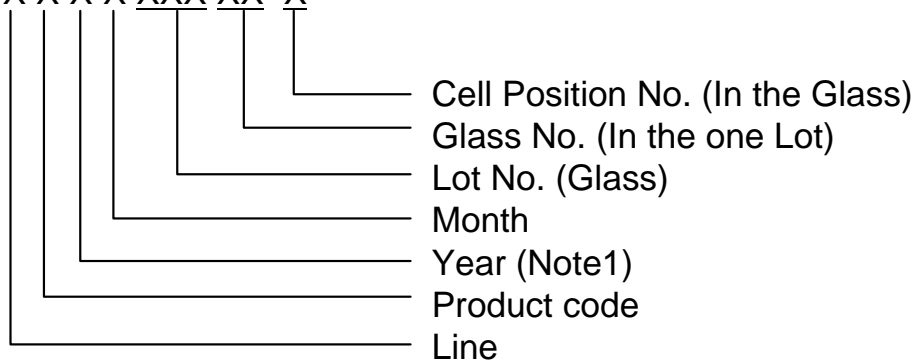 X X X X XXX XX X
Cell Position No. (In the Glass)
Glass No. (In the one Lot)
Lot No. (Glass)
Month
Year (Note1)
Product code
Line